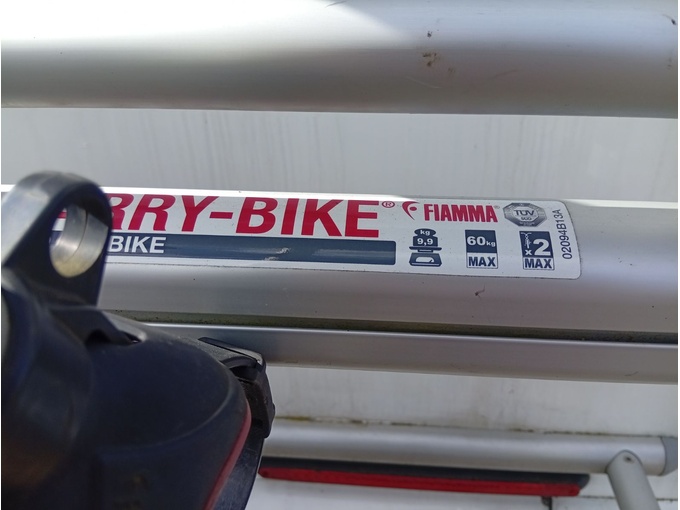 RRY-BIKE® FIAMMA® TÜV
BIKE
kg
9,9
60kg
MAX
x2
MAX
02094B13A